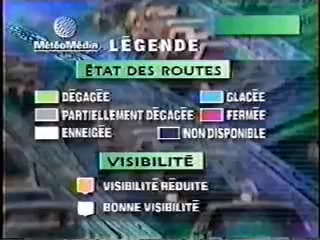 MétéoMédia
LÉGENDE
ÉTAT DES ROUTES
DÉGAGÉE
GLACÉE
PARTIELLEMENT DÉGAGÉE
FERMÉE
ENNEIGÉE
NON DISPONIBLE
VISIBILITÉ
VISIBILITÉ RÉDUITE
BONNE VISIBILITÉ